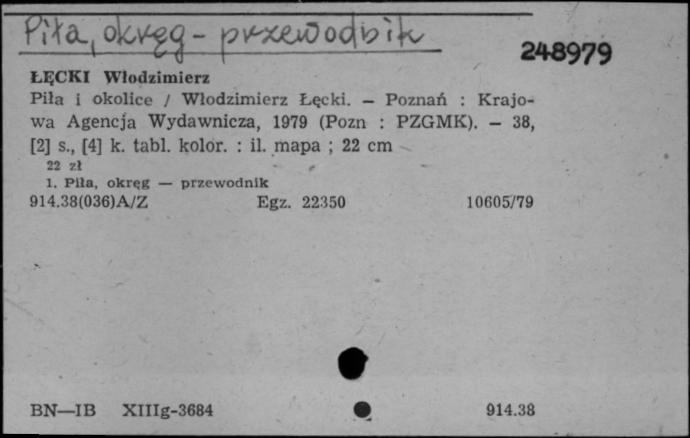 Piła, okręg - przewodnik
248979
ŁĘCKI Włodzimierz
Piła i okolice / Włodzimierz Łęcki. — Poznań : Krajo-
wa Agencja Wydawnicza, 1979 (Pozn : PZGMK). — 38,
[2] s., [4] k. tabl. kolor. : il. mapa ; 22 cm
22 zł
1. Piła, okręg — przewodnik
914.38(036)A/Z Egz. 22350 10605/79
BN—IB XIIIg-3684 914.38